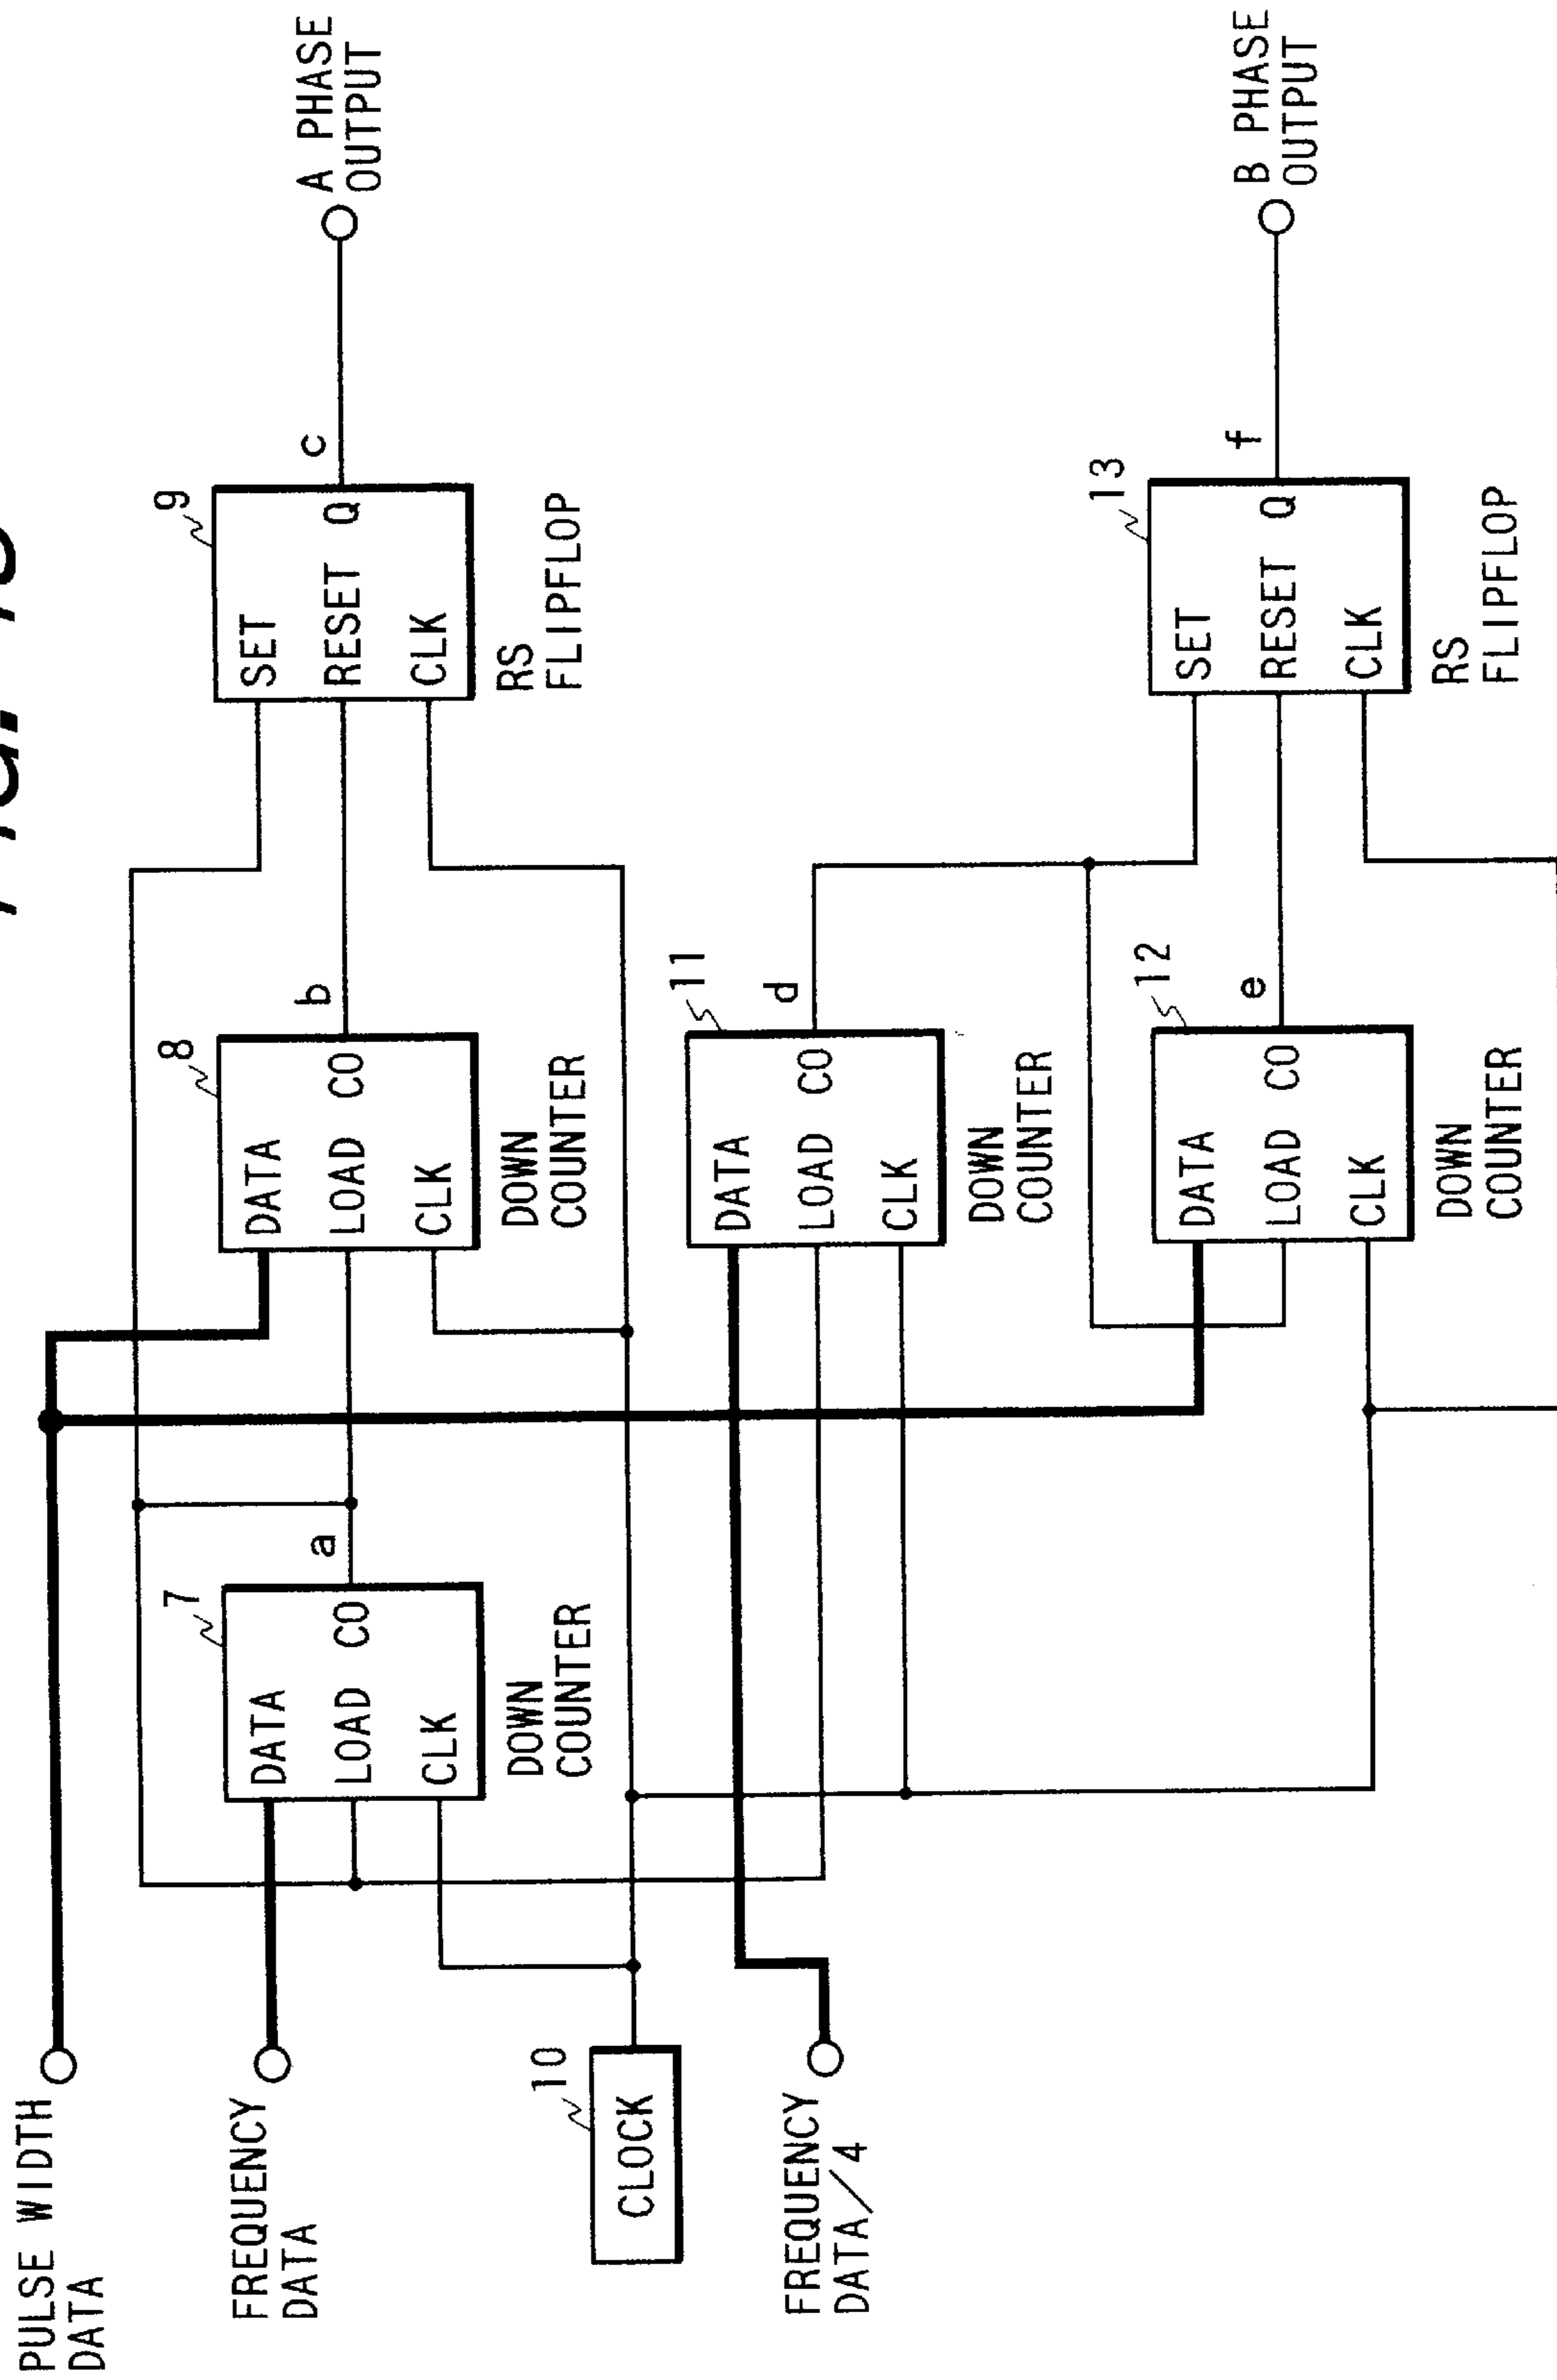 PULSE WIDTH
DATA
FREQUENCY
DATA
10
CLOCK
FREQUENCY
DATA/4
7
DATA
LOAD CO
CLK
DOWN
COUNTER
a
8
DATA
LOAD CO
CLK
DOWN
COUNTER
b
9
SET
RESET Q
CLK
RS
FLIPFLOP
c
A PHASE
OUTPUT
11
DATA
LOAD CO
CLK
DOWN
COUNTER
d
12
DATA
LOAD CO
CLK
DOWN
COUNTER
e
13
SET
RESET Q
CLK
RS
FLIPFLOP
f
B PHASE
OUTPUT